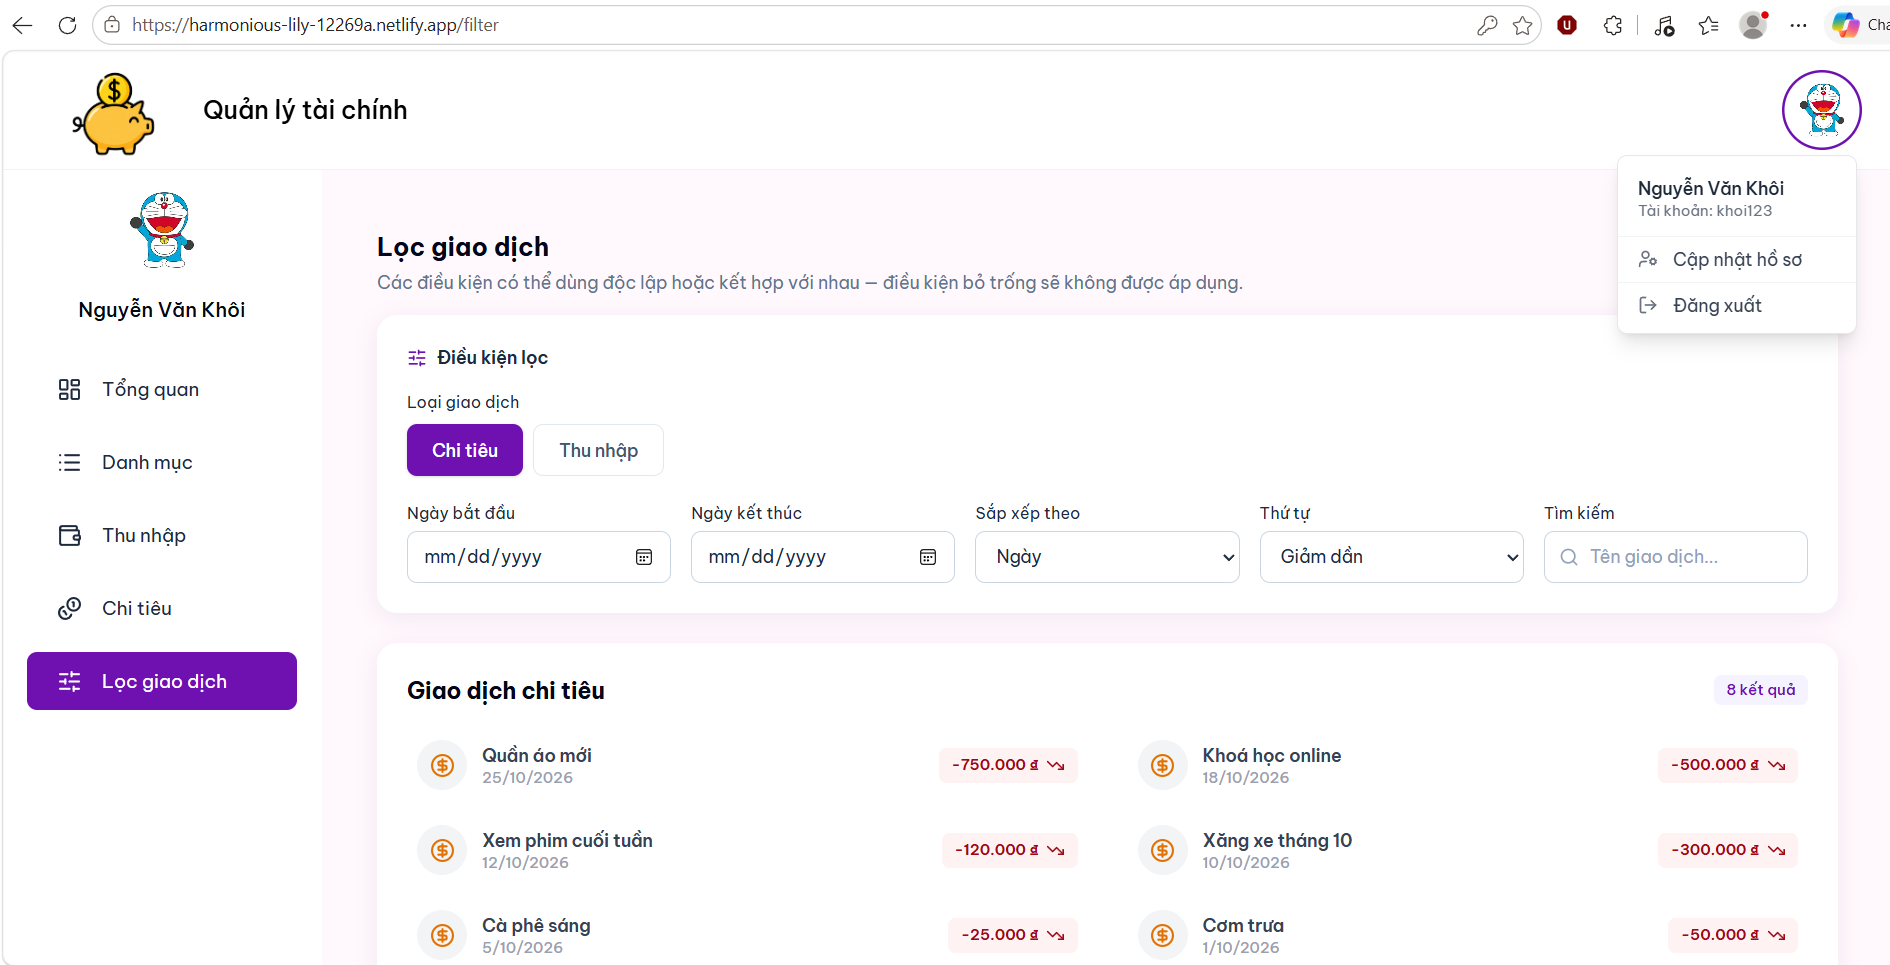 https://harmonious-lily-12269a.netlify.app/filter
Quản lý tài chính
Nguyễn Văn Khôi
Tài khoản: khoi123
Cập nhật hồ sơ
Đăng xuất
Nguyễn Văn Khôi
Tổng quan
Danh mục
Thu nhập
Chi tiêu
Lọc giao dịch
Lọc giao dịch
Các điều kiện có thể dùng độc lập hoặc kết hợp với nhau — điều kiện bỏ trống sẽ không được áp dụng.
Điều kiện lọc
Loại giao dịch
Chi tiêu Thu nhập
Ngày bắt đầu Ngày kết thúc Sắp xếp theo Thứ tự Tìm kiếm
mm/dd/yyyy mm/dd/yyyy Ngày Giảm dần Tên giao dịch...
Giao dịch chi tiêu 8 kết quả
Quần áo mới
25/10/2026
-750.000 ₫
Khoá học online
18/10/2026
-500.000 ₫
Xem phim cuối tuần
12/10/2026
-120.000 ₫
Xăng xe tháng 10
10/10/2026
-300.000 ₫
Cà phê sáng
5/10/2026
-25.000 ₫
Cơm trưa
1/10/2026
-50.000 ₫